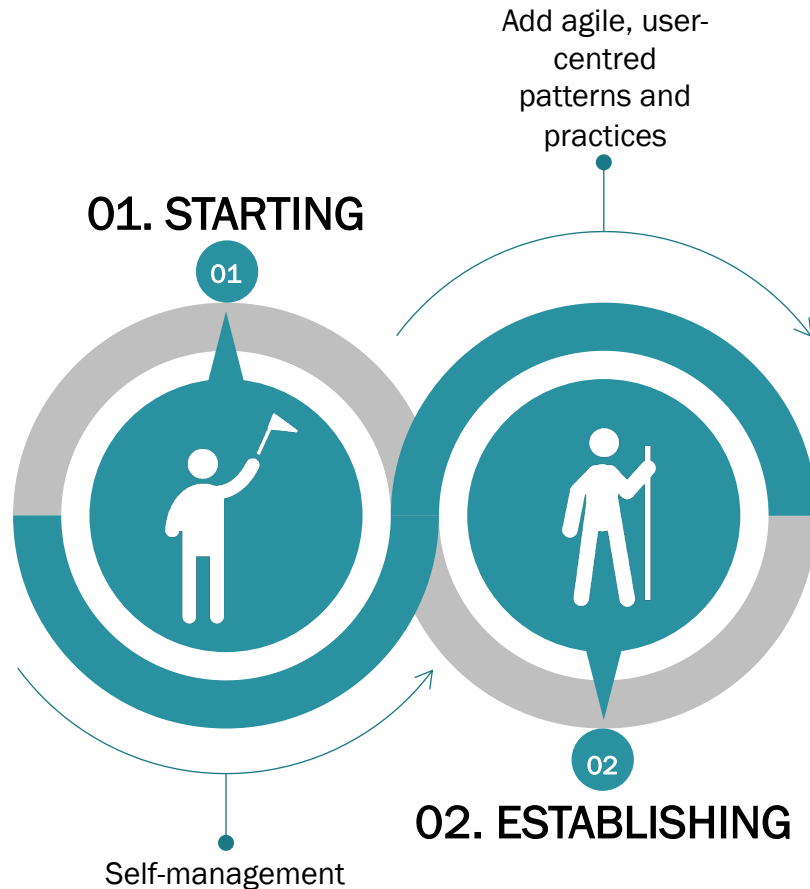 Add agile, user-
centred
patterns and
practices
01. STARTING
01
02
02. ESTABLISHING
Self-management